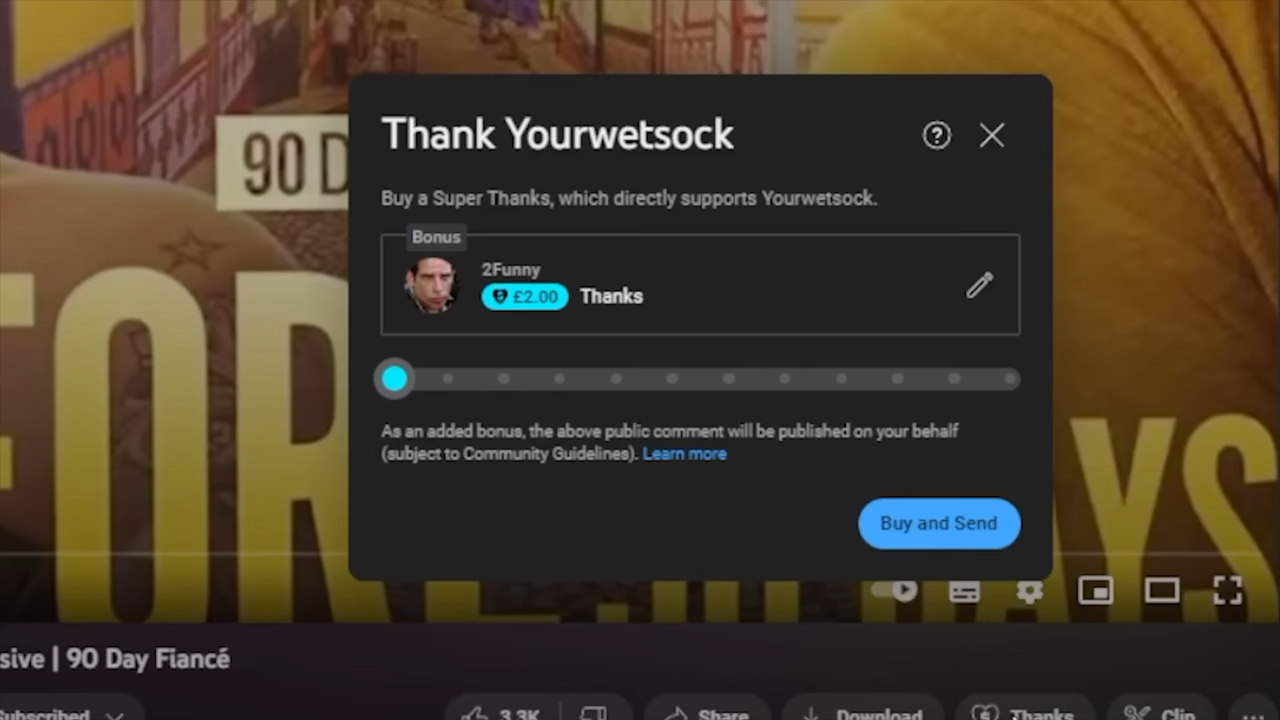 90 D
Thank Yourwetsock
Buy a Super Thanks, which directly supports Yourwetsock.
Bonus
2Funny
£2.00 Thanks
As an added bonus, the above public comment will be published on your behalf
(subject to Community Guidelines). Learn more
Buy and Send
FOR
DAYS
sive | 90 Day Fiancé
Subscribed
3.3K
Share
Download
Thanks
Clip